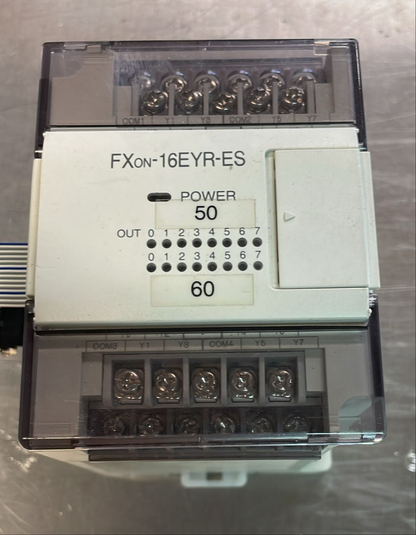 COM1 Y1 Y3 COM2 Y5 Y7
FXON-16EYR-ES
POWER
50
OUT 0 1 2 3 4 5 6 7
0 1 2 3 4 5 6 7
60
COM3 Y1 Y3 COM4 Y5 Y7